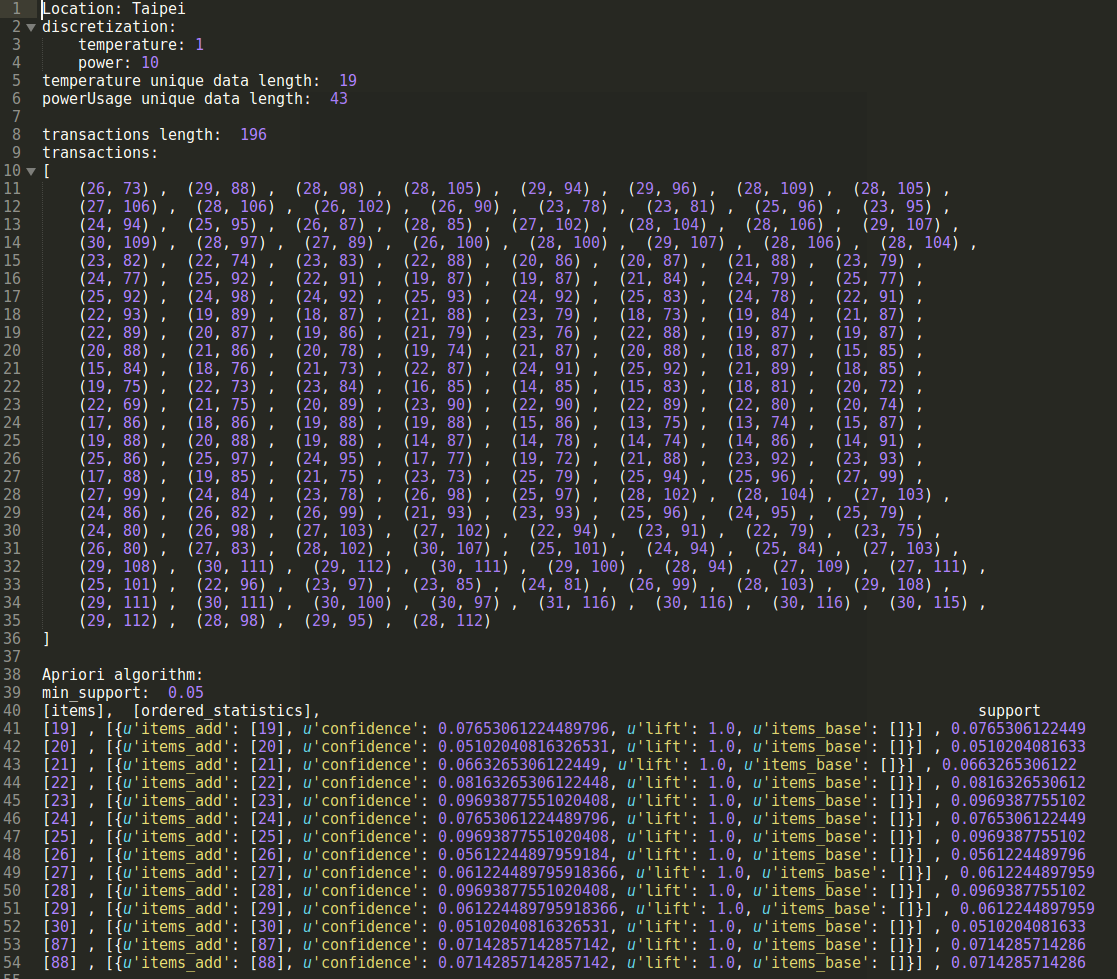 1 Location: Taipei
2 discretization:
3 temperature: 1
4 power: 10
5 temperature unique data length:  19
6 powerUsage unique data length:  43
7
8 transactions length:  196
9 transactions:
10 [
11 (26, 73) ,  (29, 88) ,  (28, 98) ,  (28, 105) ,  (29, 94) ,  (29, 96) ,  (28, 109) ,  (28, 105) ,
12 (27, 106) ,  (28, 106) ,  (26, 102) ,  (26, 90) ,  (23, 78) ,  (23, 81) ,  (25, 96) ,  (23, 95) ,
13 (24, 94) ,  (25, 95) ,  (26, 87) ,  (28, 85) ,  (27, 102) ,  (28, 104) ,  (28, 106) ,  (29, 107) ,
14 (30, 109) ,  (28, 97) ,  (27, 89) ,  (26, 100) ,  (28, 100) ,  (29, 107) ,  (28, 106) ,  (28, 104) ,
15 (23, 82) ,  (22, 74) ,  (23, 83) ,  (22, 88) ,  (20, 86) ,  (20, 87) ,  (21, 88) ,  (23, 79) ,
16 (24, 77) ,  (25, 92) ,  (22, 91) ,  (19, 87) ,  (19, 87) ,  (21, 84) ,  (24, 79) ,  (25, 77) ,
17 (25, 92) ,  (24, 98) ,  (24, 92) ,  (25, 93) ,  (24, 92) ,  (25, 83) ,  (24, 78) ,  (22, 91) ,
18 (22, 93) ,  (19, 89) ,  (18, 87) ,  (21, 88) ,  (23, 79) ,  (18, 73) ,  (19, 84) ,  (21, 87) ,
19 (22, 89) ,  (20, 87) ,  (19, 86) ,  (21, 79) ,  (23, 76) ,  (22, 88) ,  (19, 87) ,  (19, 87) ,
20 (20, 88) ,  (21, 86) ,  (20, 78) ,  (19, 74) ,  (21, 87) ,  (20, 88) ,  (18, 87) ,  (15, 85) ,
21 (15, 84) ,  (18, 76) ,  (21, 73) ,  (22, 87) ,  (24, 91) ,  (25, 92) ,  (21, 89) ,  (18, 85) ,
22 (19, 75) ,  (22, 73) ,  (23, 84) ,  (16, 85) ,  (14, 85) ,  (15, 83) ,  (18, 81) ,  (20, 72) ,
23 (22, 69) ,  (21, 75) ,  (20, 89) ,  (23, 90) ,  (22, 90) ,  (22, 89) ,  (22, 80) ,  (20, 74) ,
24 (17, 86) ,  (18, 86) ,  (19, 88) ,  (19, 88) ,  (15, 86) ,  (13, 75) ,  (13, 74) ,  (15, 87) ,
25 (19, 88) ,  (20, 88) ,  (19, 88) ,  (14, 87) ,  (14, 78) ,  (14, 74) ,  (14, 86) ,  (14, 91) ,
26 (25, 86) ,  (25, 97) ,  (24, 95) ,  (17, 77) ,  (19, 72) ,  (21, 88) ,  (23, 92) ,  (23, 93) ,
27 (17, 88) ,  (19, 85) ,  (21, 75) ,  (23, 73) ,  (25, 79) ,  (25, 94) ,  (25, 96) ,  (27, 99) ,
28 (27, 99) ,  (24, 84) ,  (23, 78) ,  (26, 98) ,  (25, 97) ,  (28, 102) ,  (28, 104) ,  (27, 103) ,
29 (24, 86) ,  (26, 82) ,  (26, 99) ,  (21, 93) ,  (23, 93) ,  (25, 96) ,  (24, 95) ,  (25, 79) ,
30 (24, 80) ,  (26, 98) ,  (27, 103) ,  (27, 102) ,  (22, 94) ,  (23, 91) ,  (22, 79) ,  (23, 75) ,
31 (26, 80) ,  (27, 83) ,  (28, 102) ,  (30, 107) ,  (25, 101) ,  (24, 94) ,  (25, 84) ,  (27, 103) ,
32 (29, 108) ,  (30, 111) ,  (29, 112) ,  (30, 111) ,  (29, 100) ,  (28, 94) ,  (27, 109) ,  (27, 111) ,
33 (25, 101) ,  (22, 96) ,  (23, 97) ,  (23, 85) ,  (24, 81) ,  (26, 99) ,  (28, 103) ,  (29, 108) ,
34 (29, 111) ,  (30, 111) ,  (30, 100) ,  (30, 97) ,  (31, 116) ,  (30, 116) ,  (30, 116) ,  (30, 115) ,
35 (29, 112) ,  (28, 98) ,  (29, 95) ,  (28, 112)
36 ]
37
38 Apriori algorithm:
39 min_support:  0.05
40 [items],  [ordered_statistics], support
41 [19] , [{u'items_add': [19], u'confidence': 0.07653061224489796, u'lift': 1.0, u'items_base': []}] , 0.0765306122449
42 [20] , [{u'items_add': [20], u'confidence': 0.05102040816326531, u'lift': 1.0, u'items_base': []}] , 0.0510204081633
43 [21] , [{u'items_add': [21], u'confidence': 0.0663265306122449, u'lift': 1.0, u'items_base': []}] , 0.0663265306122
44 [22] , [{u'items_add': [22], u'confidence': 0.08163265306122448, u'lift': 1.0, u'items_base': []}] , 0.0816326530612
45 [23] , [{u'items_add': [23], u'confidence': 0.09693877551020408, u'lift': 1.0, u'items_base': []}] , 0.0969387755102
46 [24] , [{u'items_add': [24], u'confidence': 0.07653061224489796, u'lift': 1.0, u'items_base': []}] , 0.0765306122449
47 [25] , [{u'items_add': [25], u'confidence': 0.09693877551020408, u'lift': 1.0, u'items_base': []}] , 0.0969387755102
48 [26] , [{u'items_add': [26], u'confidence': 0.05612244897959184, u'lift': 1.0, u'items_base': []}] , 0.0561224489796
49 [27] , [{u'items_add': [27], u'confidence': 0.061224489795918366, u'lift': 1.0, u'items_base': []}] , 0.0612244897959
50 [28] , [{u'items_add': [28], u'confidence': 0.09693877551020408, u'lift': 1.0, u'items_base': []}] , 0.0969387755102
51 [29] , [{u'items_add': [29], u'confidence': 0.061224489795918366, u'lift': 1.0, u'items_base': []}] , 0.0612244897959
52 [30] , [{u'items_add': [30], u'confidence': 0.05102040816326531, u'lift': 1.0, u'items_base': []}] , 0.0510204081633
53 [87] , [{u'items_add': [87], u'confidence': 0.07142857142857142, u'lift': 1.0, u'items_base': []}] , 0.0714285714286
54 [88] , [{u'items_add': [88], u'confidence': 0.07142857142857142, u'lift': 1.0, u'items_base': []}] , 0.0714285714286